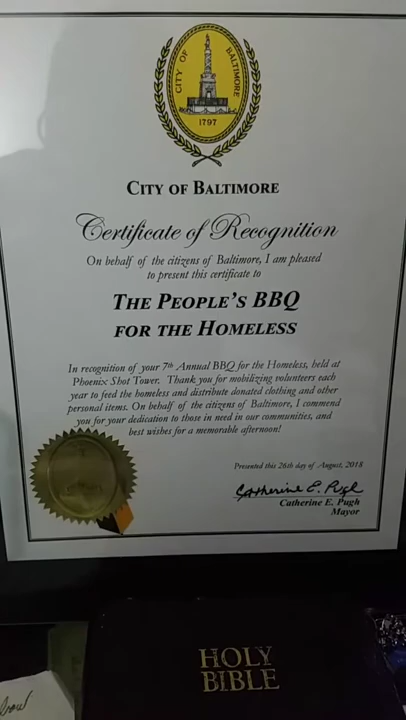 CITY OF BALTIMORE
1797
CITY OF BALTIMORE
Certificate of Recognition
On behalf of the citizens of Baltimore, I am pleased
to present this certificate to
THE PEOPLE'S BBQ
FOR THE HOMELESS
In recognition of your 7th Annual BBQ for the Homeless, held at
Phoenix Shot Tower. Thank you for mobilizing volunteers each
year to feed the homeless and distribute donated clothing and other
personal items. On behalf of the citizens of Baltimore, I commend
you for your dedication to those in need in our communities, and
best wishes for a memorable afternoon!
Presented this 26th day of August, 2018
Catherine E. Pugh
Catherine E. Pugh
Mayor
HOLY
BIBLE